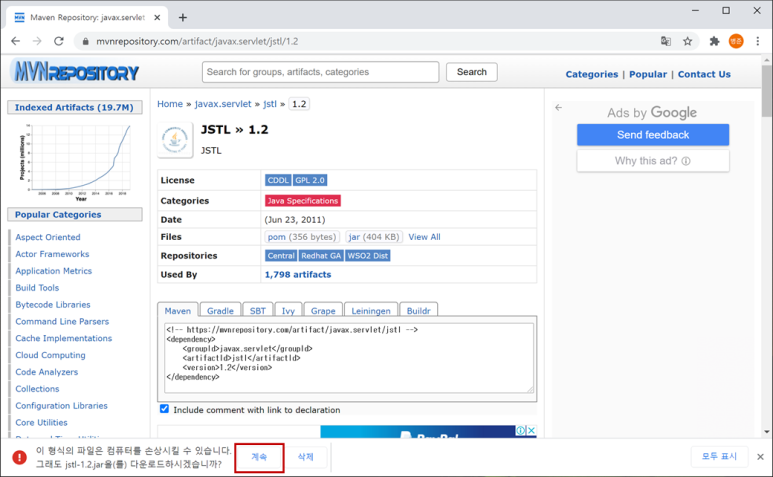 Maven Repository: javax.servlet
mvnrepository.com/artifact/javax.servlet/jstl/1.2
영준
MVNREPOSITORY
Search for groups, artifacts, categories
Search
Categories | Popular | Contact Us
Indexed Artifacts (19.7M)
Projects (millions)
Year
Popular Categories
Aspect Oriented
Actor Frameworks
Application Metrics
Build Tools
Bytecode Libraries
Command Line Parsers
Cache Implementations
Cloud Computing
Code Analyzers
Collections
Configuration Libraries
Core Utilities
Home » javax.servlet » jstl » 1.2
JSTL » 1.2
JSTL
License CDDL GPL 2.0
Categories Java Specifications
Date (Jun 23, 2011)
Files pom (356 bytes) jar (404 KB) View All
Repositories Central Redhat GA WSO2 Dist
Used By 1,798 artifacts
Maven Gradle SBT Ivy Grape Leiningen Buildr
<!-- https://mvnrepository.com/artifact/javax.servlet/jstl -->
<dependency>
<groupId>javax.servlet</groupId>
<artifactId>jstl</artifactId>
<version>1.2</version>
</dependency>
Include comment with link to declaration
Ads by Google
Send feedback
Why this ad?
이 형식의 파일은 컴퓨터를 손상시킬 수 있습니다.
그래도 jstl-1.2.jar을(를) 다운로드하시겠습니까?
계속
삭제
모두 표시